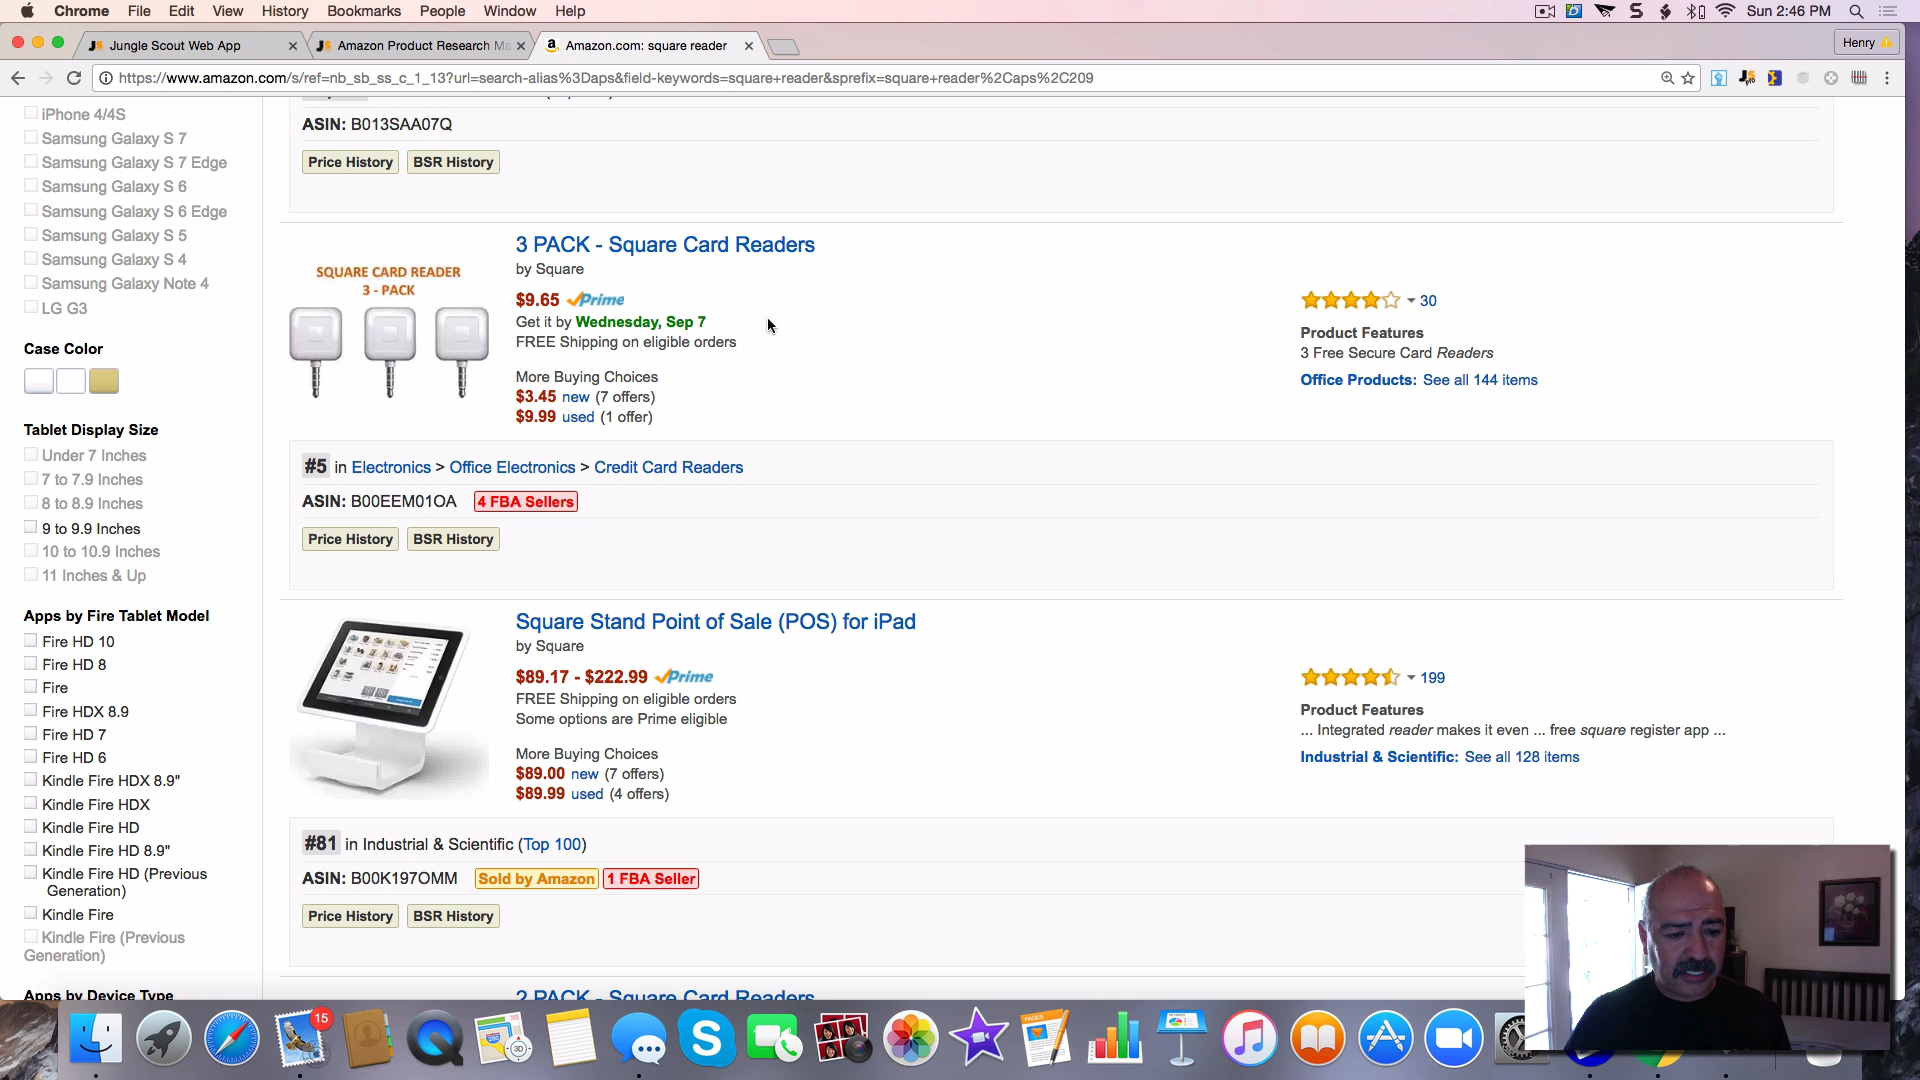 Chrome File Edit View History Bookmarks People Window Help Sun 2:46 PM
Jungle Scout Web App
Amazon Product Research Ma
Amazon.com: square reader
Henry
https://www.amazon.com/s/ref=nb_sb_ss_c_1_13?url=search-alias%3Daps&field-keywords=square+reader&sprefix=square+reader%2Caps%2C209
iPhone 4/4S
Samsung Galaxy S 7
Samsung Galaxy S 7 Edge
Samsung Galaxy S 6
Samsung Galaxy S 6 Edge
Samsung Galaxy S 5
Samsung Galaxy S 4
Samsung Galaxy Note 4
LG G3
Case Color
Tablet Display Size
Under 7 Inches
7 to 7.9 Inches
8 to 8.9 Inches
9 to 9.9 Inches
10 to 10.9 Inches
11 Inches & Up
Apps by Fire Tablet Model
Fire HD 10
Fire HD 8
Fire
Fire HDX 8.9
Fire HD 7
Fire HD 6
Kindle Fire HDX 8.9"
Kindle Fire HDX
Kindle Fire HD
Kindle Fire HD 8.9"
Kindle Fire HD (Previous
Generation)
Kindle Fire
Kindle Fire (Previous
Generation)
Apps by Device Type
ASIN: B013SAA07Q
Price History BSR History
SQUARE CARD READER
3 - PACK
3 PACK - Square Card Readers
by Square
$9.65 Prime
Get it by Wednesday, Sep 7
FREE Shipping on eligible orders
More Buying Choices
$3.45 new (7 offers)
$9.99 used (1 offer)
30
Product Features
3 Free Secure Card Readers
Office Products: See all 144 items
#5 in Electronics > Office Electronics > Credit Card Readers
ASIN: B00EEM01OA 4 FBA Sellers
Price History BSR History
Square Stand Point of Sale (POS) for iPad
by Square
$89.17 - $222.99 Prime
FREE Shipping on eligible orders
Some options are Prime eligible
More Buying Choices
$89.00 new (7 offers)
$89.99 used (4 offers)
199
Product Features
... Integrated reader makes it even ... free square register app ...
Industrial & Scientific: See all 128 items
#81 in Industrial & Scientific (Top 100)
ASIN: B00K197OMM Sold by Amazon 1 FBA Seller
Price History BSR History
2 PACK - Square Card Readers
15
PAGES